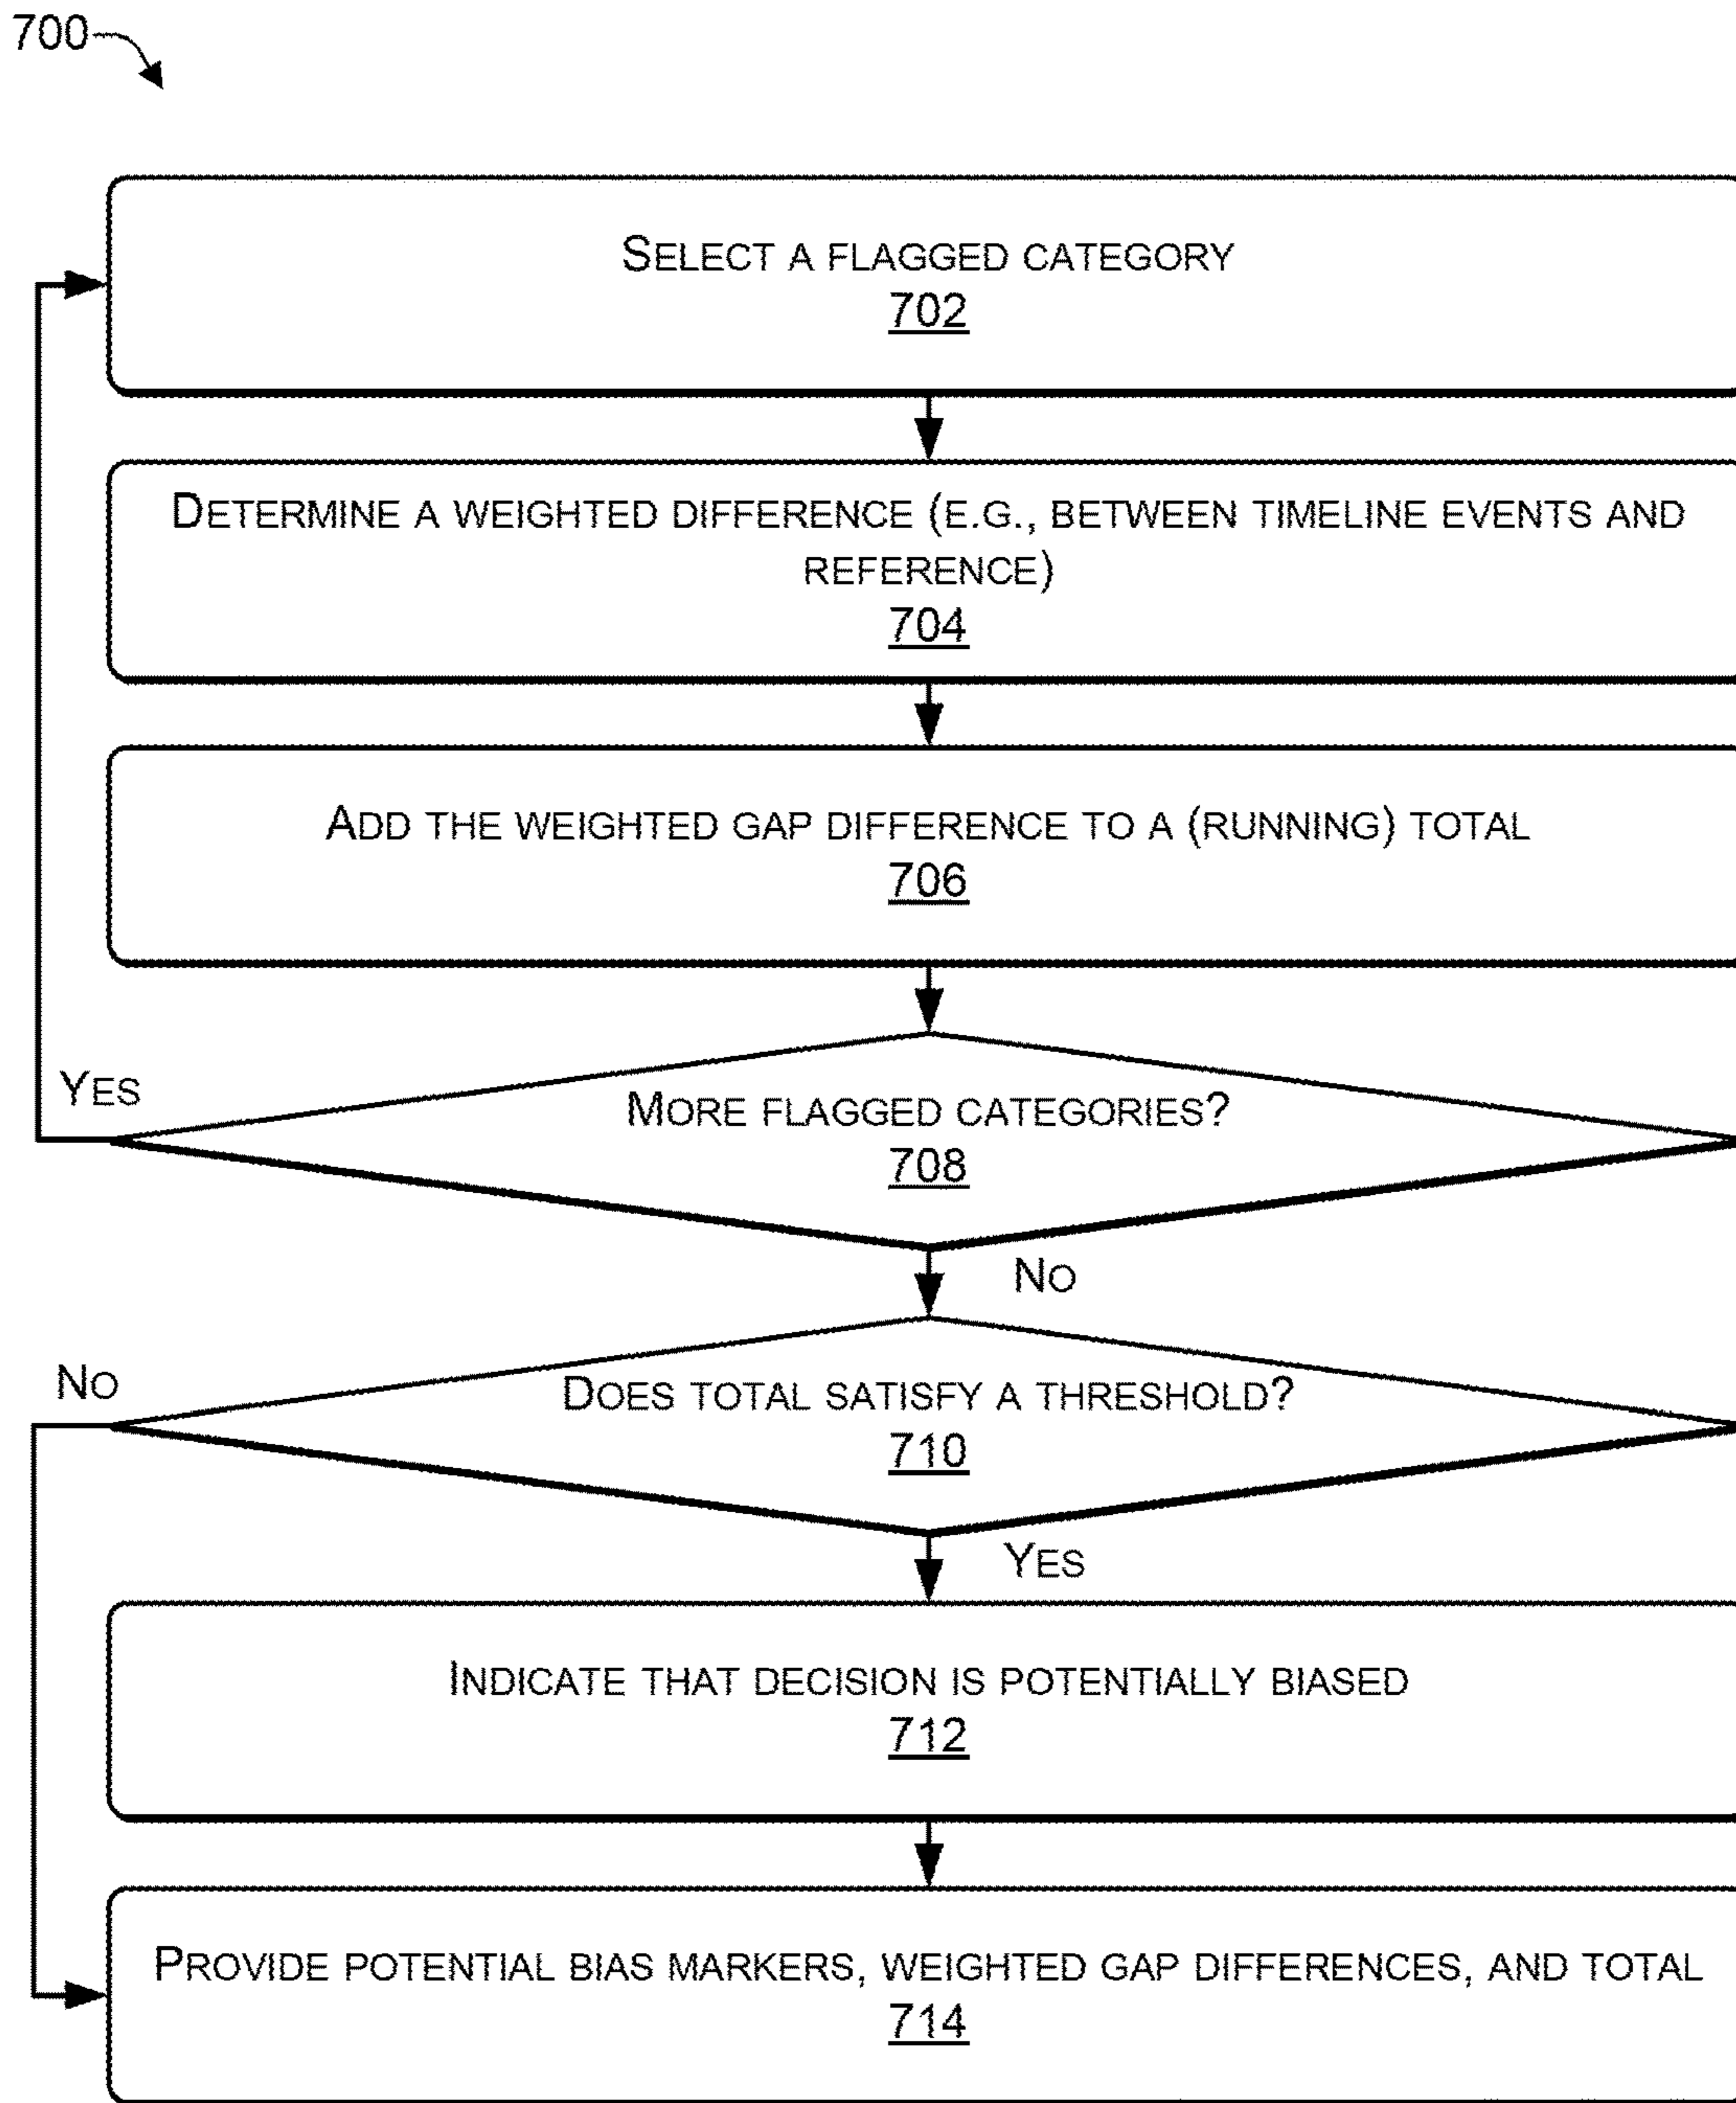 700
SELECT A FLAGGED CATEGORY
702
DETERMINE A WEIGHTED DIFFERENCE (E.G., BETWEEN TIMELINE EVENTS AND
REFERENCE)
704
ADD THE WEIGHTED GAP DIFFERENCE TO A (RUNNING) TOTAL
706
YES
MORE FLAGGED CATEGORIES?
708
NO
NO
DOES TOTAL SATISFY A THRESHOLD?
710
YES
INDICATE THAT DECISION IS POTENTIALLY BIASED
712
PROVIDE POTENTIAL BIAS MARKERS, WEIGHTED GAP DIFFERENCES, AND TOTAL
714